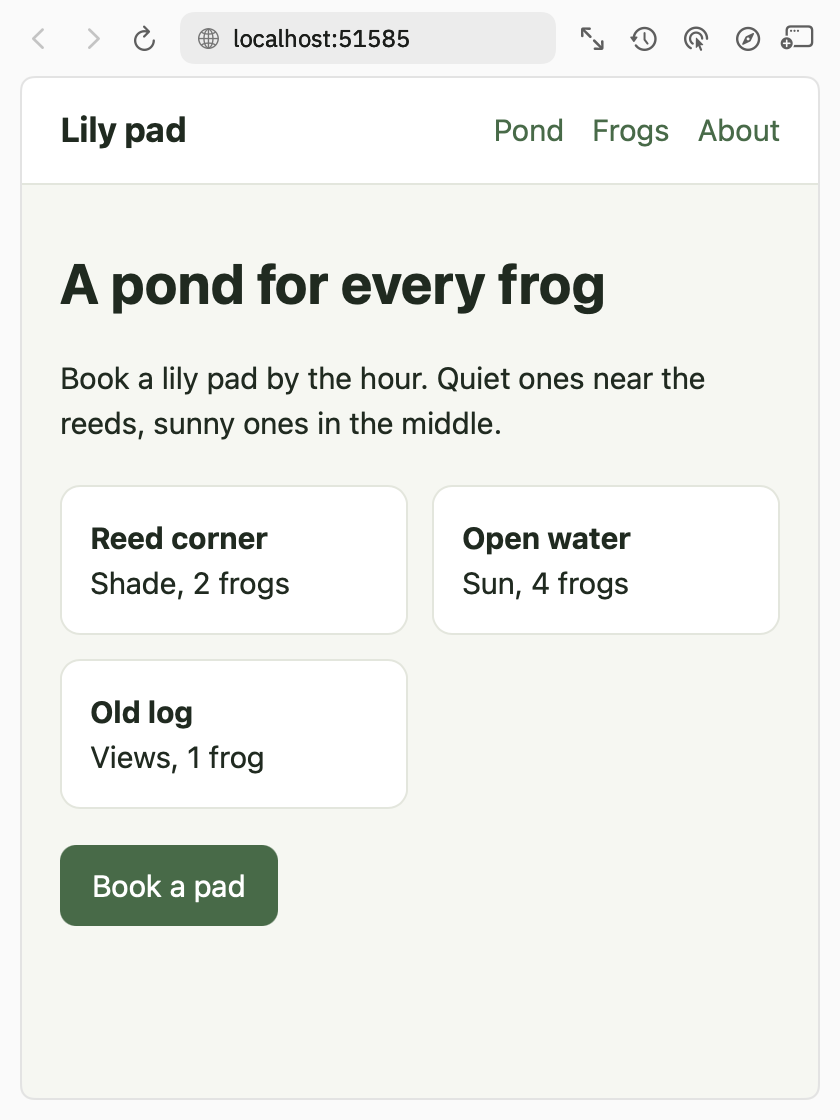 localhost:51585
Lily pad
Pond Frogs About
A pond for every frog
Book a lily pad by the hour. Quiet ones near the
reeds, sunny ones in the middle.
Reed corner
Shade, 2 frogs
Open water
Sun, 4 frogs
Old log
Views, 1 frog
Book a pad